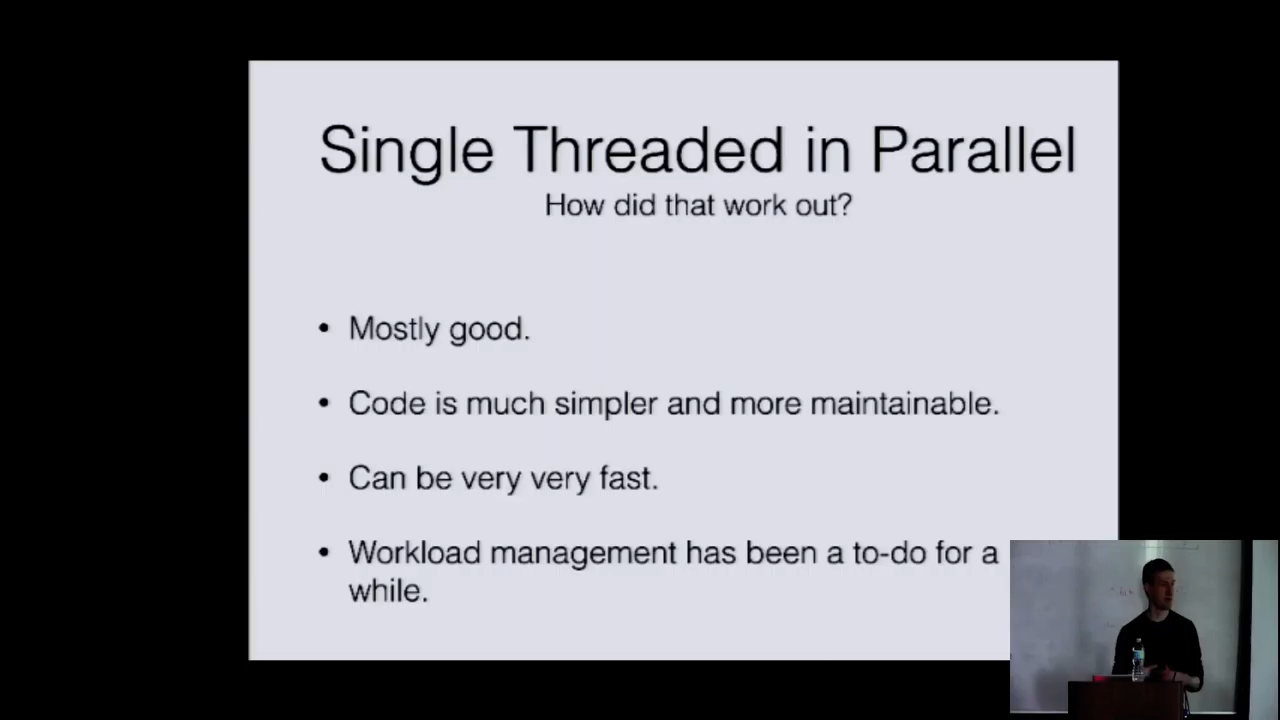 Single Threaded in Parallel
How did that work out?
• Mostly good.
• Code is much simpler and more maintainable.
• Can be very very fast.
• Workload management has been a to-do for a
while.